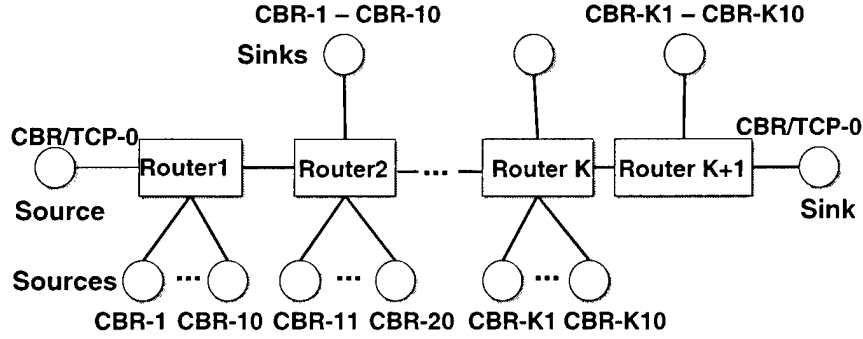 CBR-1 – CBR-10
CBR-K1 – CBR-K10
Sinks
CBR/TCP-0
CBR/TCP-0
Router1
Router2
...
Router K
Router K+1
Source
Sink
Sources
...
...
...
CBR-1
CBR-10
CBR-11
CBR-20
CBR-K1
CBR-K10